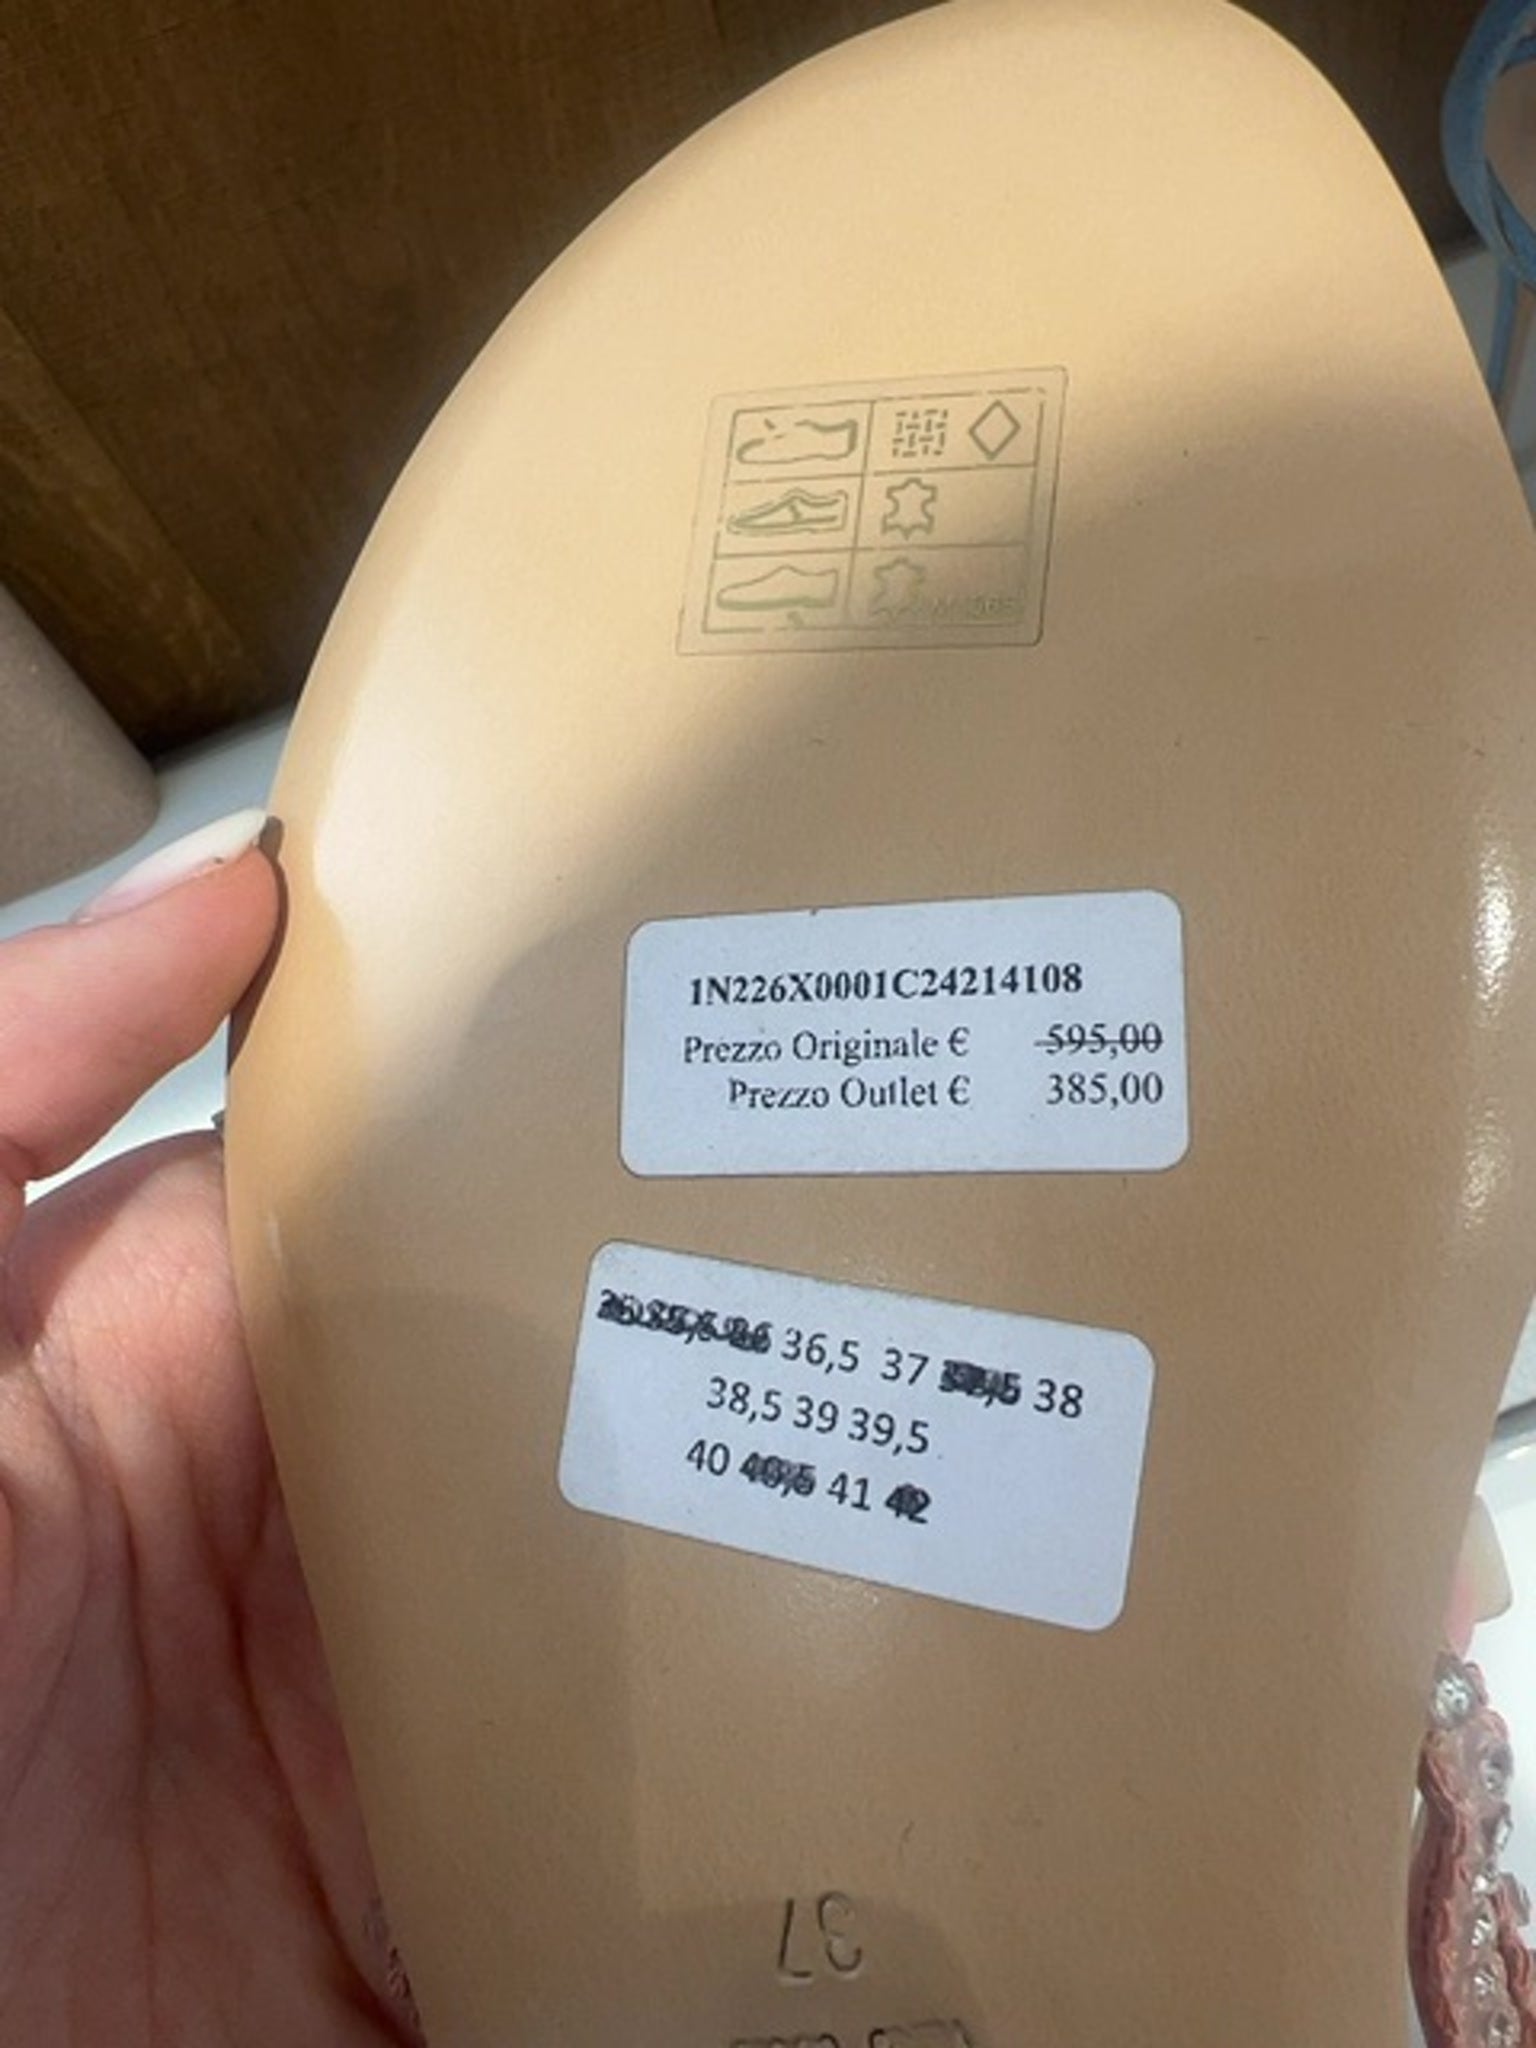 1N226X0001C24214108
Prezzo Originale € 595,00
Prezzo Outlet € 385,00
36,5 37 38
38,5 39 39,5
40 41
37